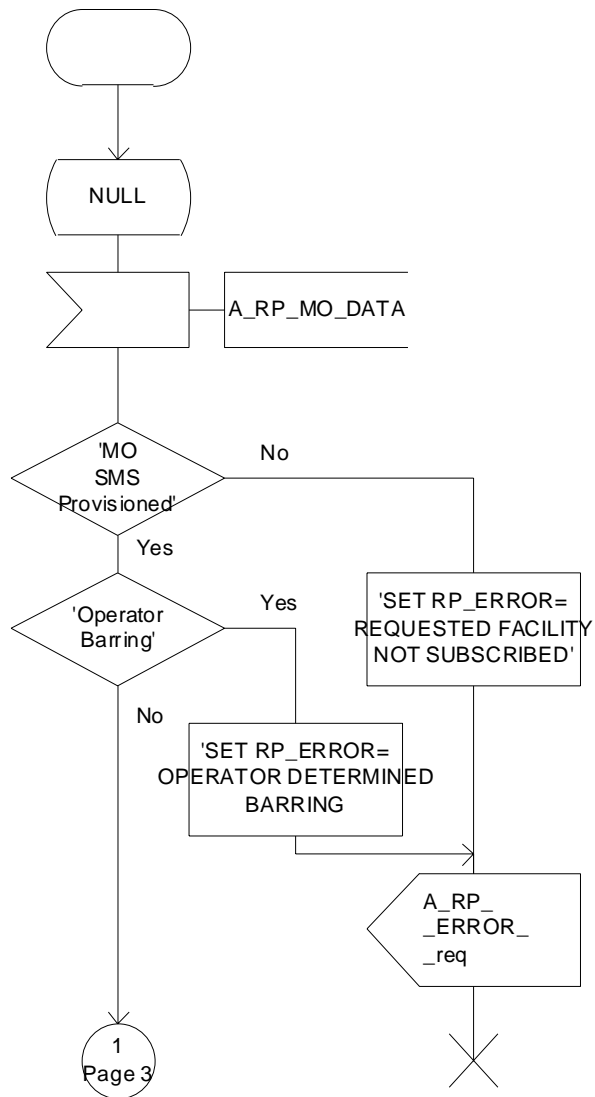 NULL
A_RP_MO_DATA
'MO
SMS
Provisioned'
No
Yes
'Operator
Barring'
Yes
'SET RP_ERROR=
REQUESTED FACILITY
NOT SUBSCRIBED'
No
'SET RP_ERROR=
OPERATOR DETERMINED
BARRING
A_RP_
_ERROR_
_req
1
Page 3